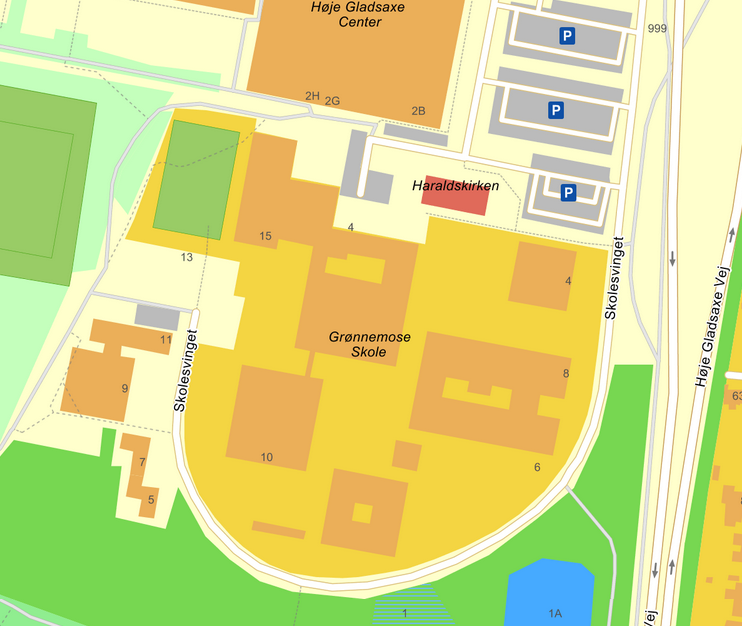 Høje Gladsaxe
Center
999
P
2H
2G
2B
P
Haraldskirken
P
4
15
13
Skolesvinget
4
Grønnemose
Skole
Høje Gladsaxe Vej
11
Skolesvinget
8
9
63
10
7
6
5
1
1A
Vej